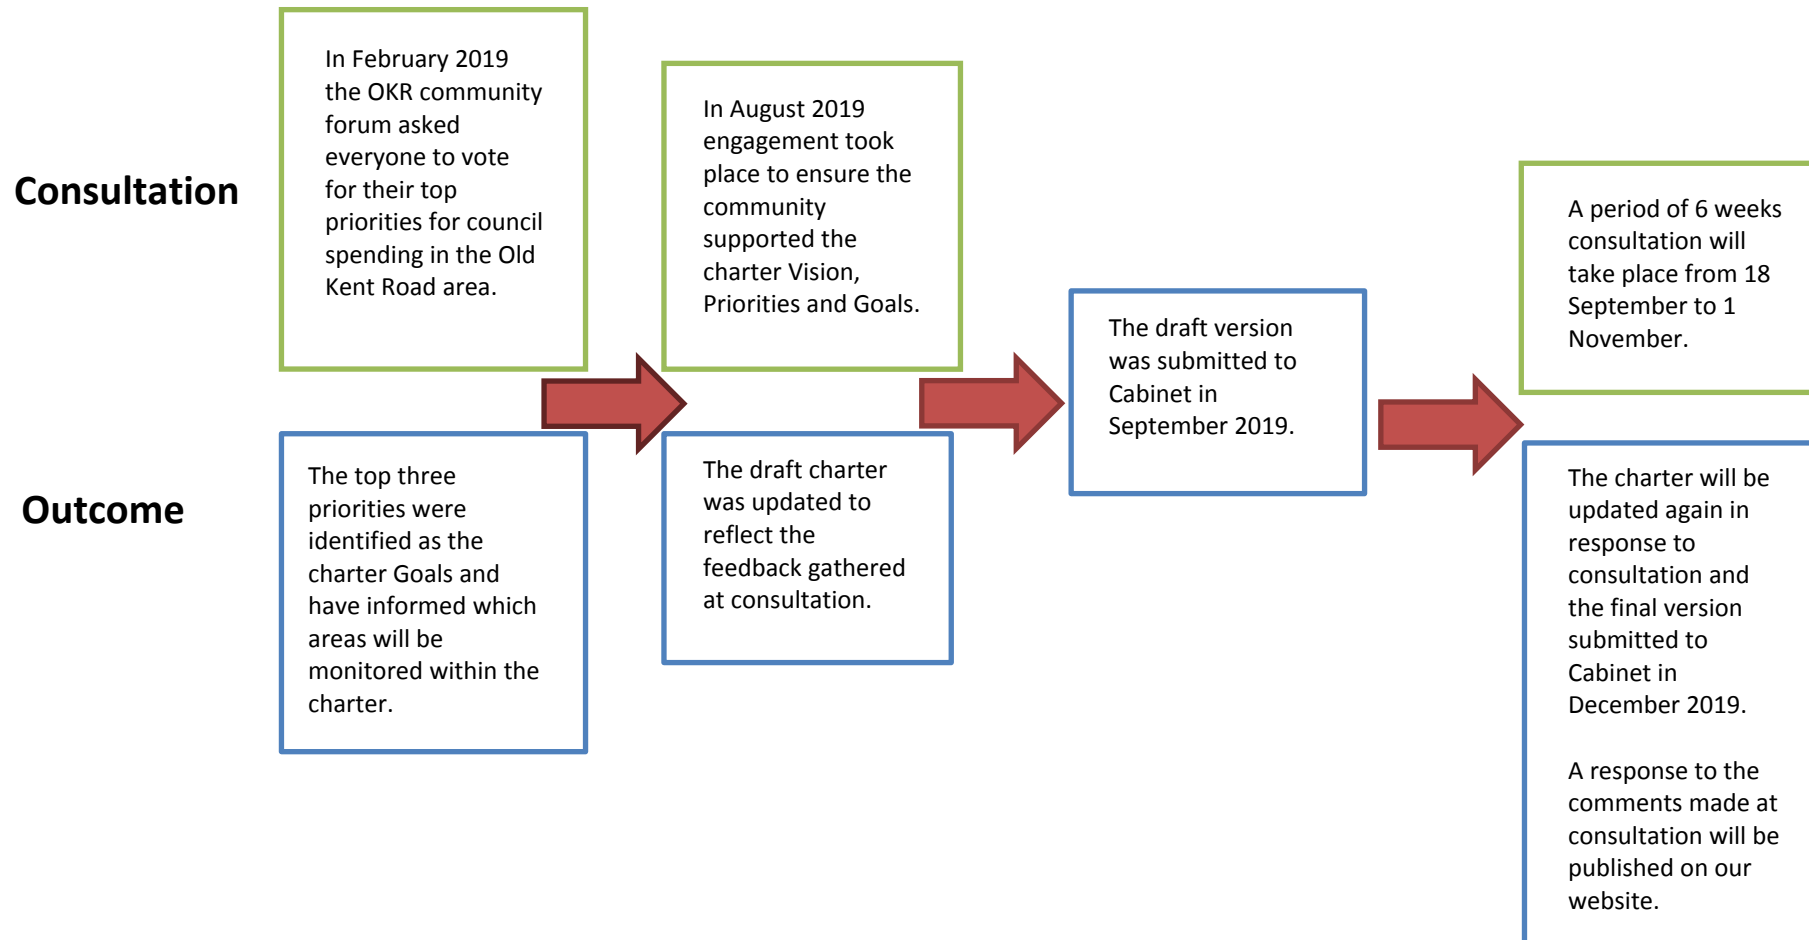 Consultation
In February 2019
the OKR community
forum asked
everyone to vote
for their top
priorities for council
spending in the Old
Kent Road area.
In August 2019
engagement took
place to ensure the
community
supported the
charter Vision,
Priorities and Goals.
The draft version
was submitted to
Cabinet in
September 2019.
A period of 6 weeks
consultation will
take place from 18
September to 1
November.
Outcome
The top three
priorities were
identified as the
charter Goals and
have informed which
areas will be
monitored within the
charter.
The draft charter
was updated to
reflect the
feedback gathered
at consultation.
The charter will be
updated again in
response to
consultation and
the final version
submitted to
Cabinet in
December 2019.
A response to the
comments made at
consultation will be
published on our
website.